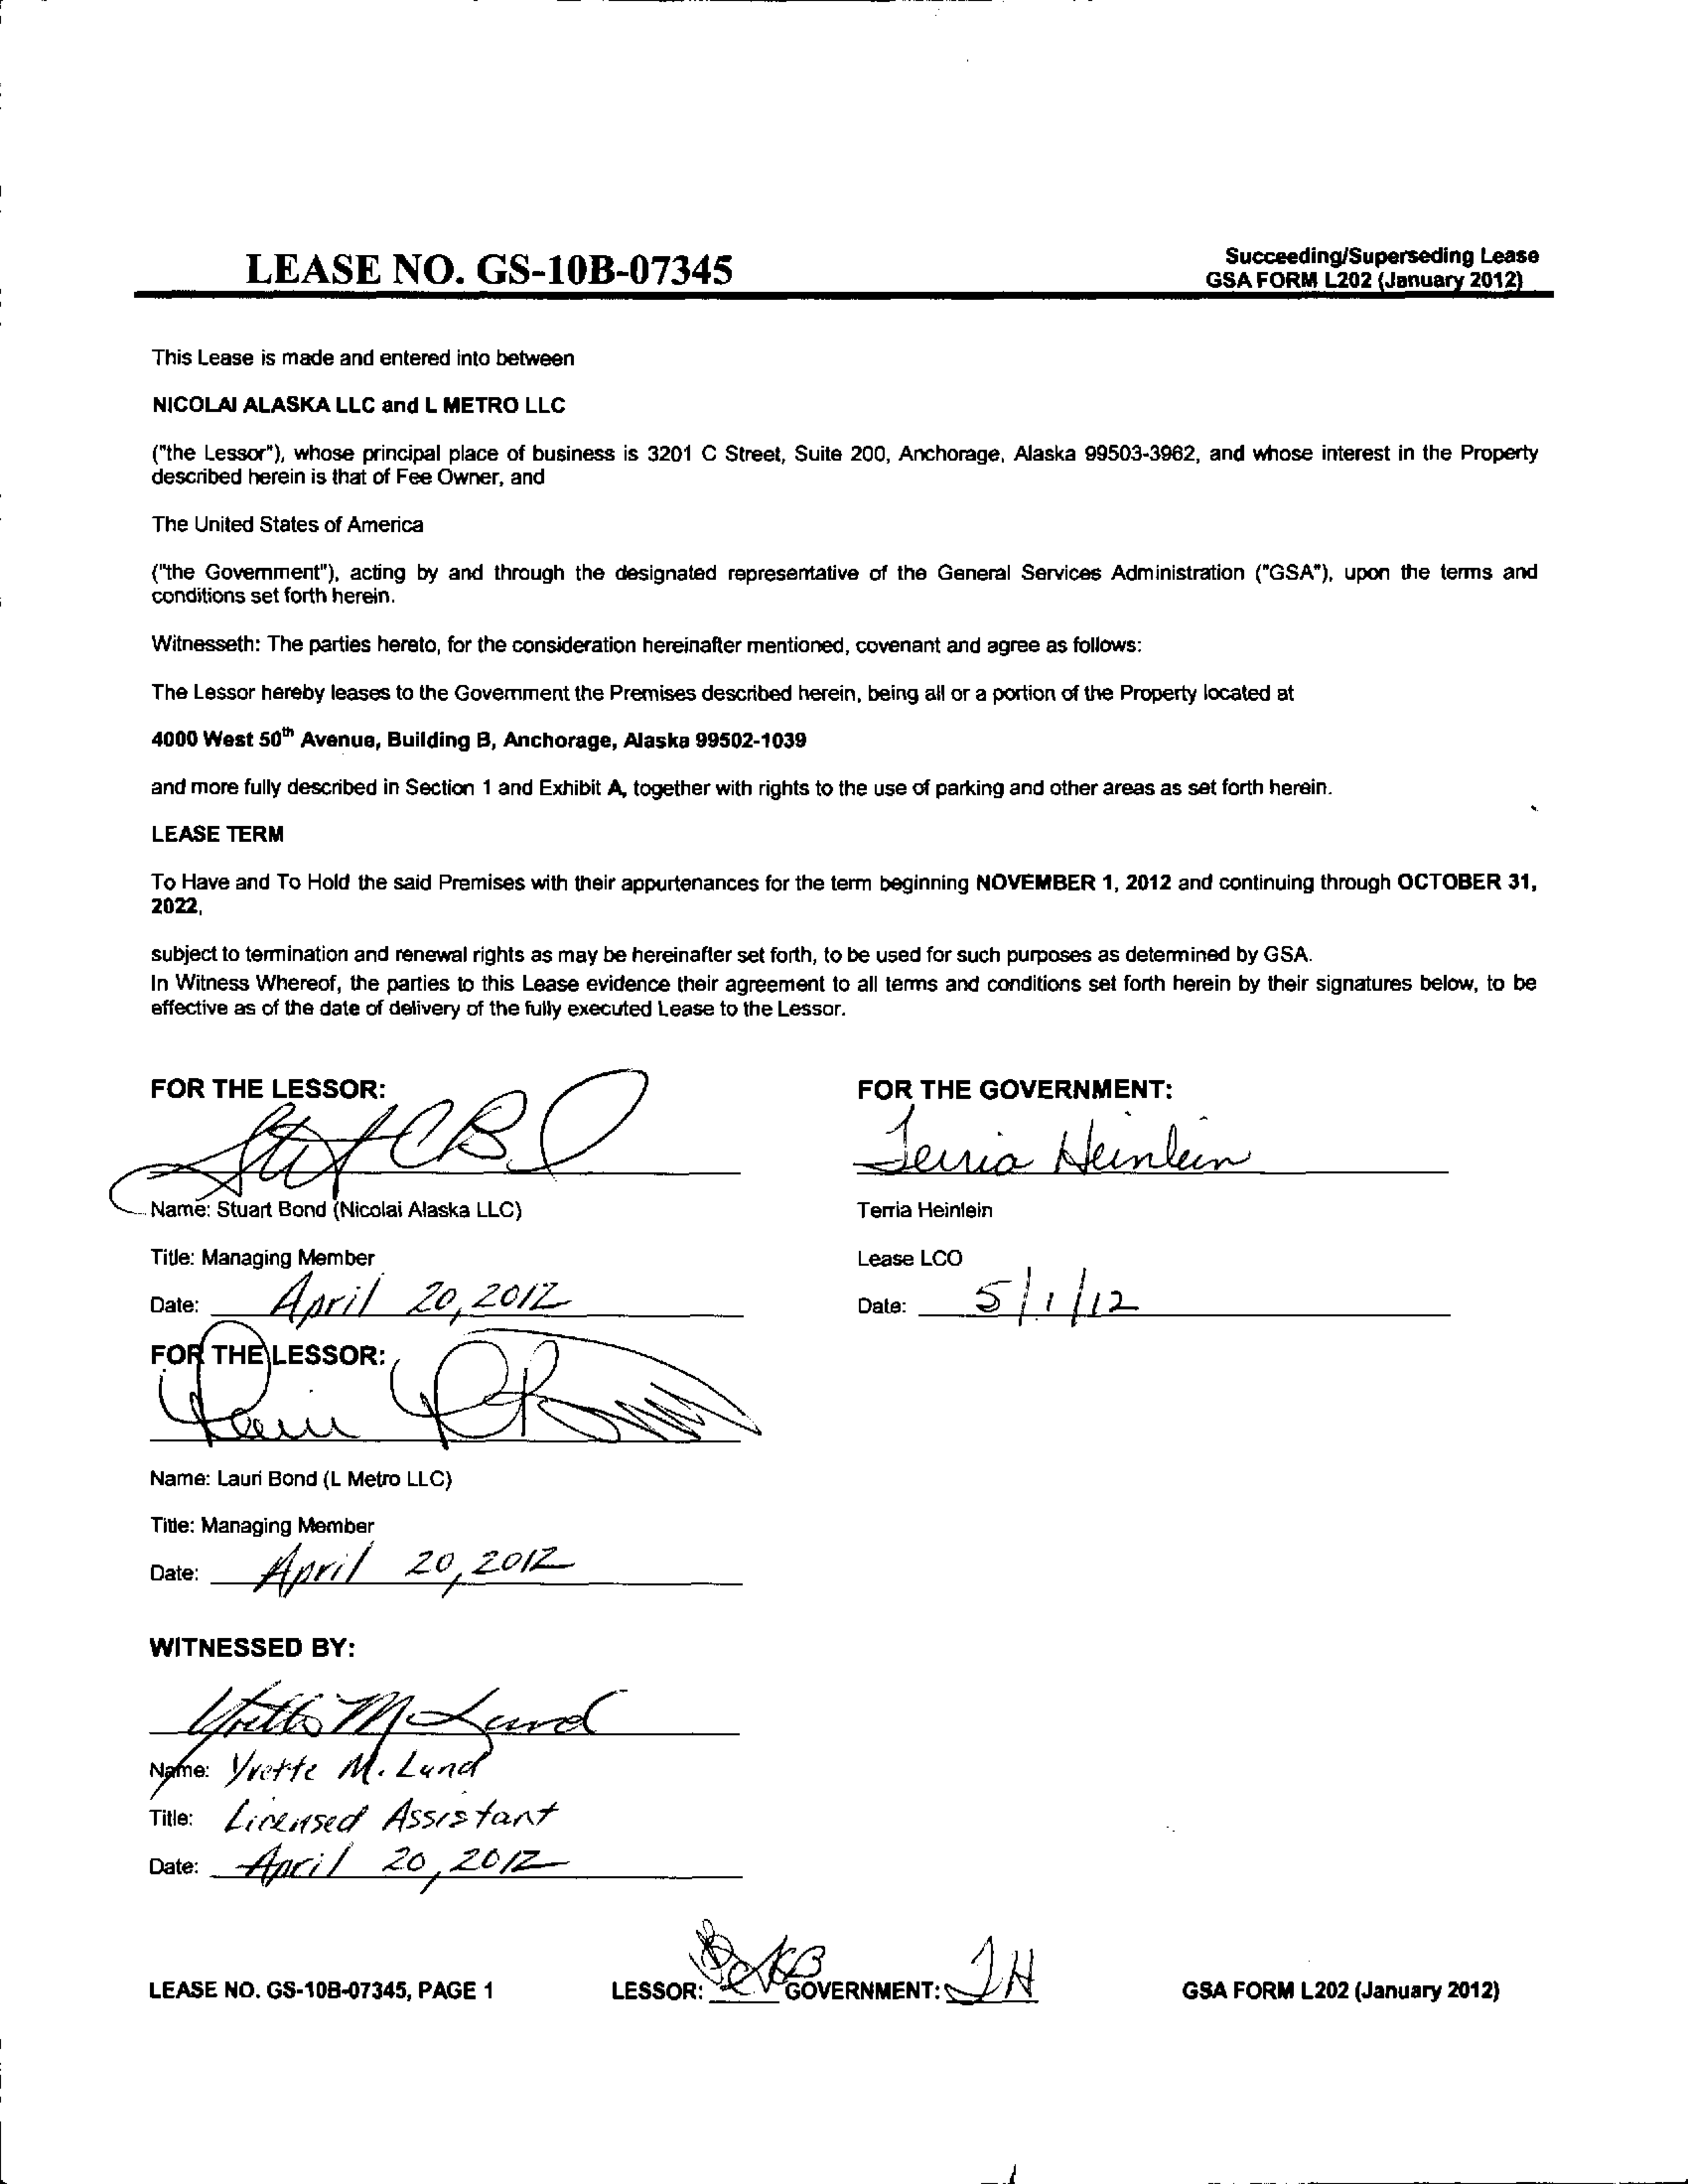 LEASE NO. GS-10B-07345
Succeeding/Superseding Lease
GSA FORM L202 (January 2012)
This Lease is made and entered into between
NICOLAI ALASKA LLC and L METRO LLC
("the Lessor"), whose principal place of business is 3201 C Street, Suite 200, Anchorage, Alaska 99503-3962, and whose interest in the Property
described herein is that of Fee Owner, and
The United States of America
("the Government"), acting by and through the designated representative of the General Services Administration ("GSA"), upon the terms and
conditions set forth herein.
Witnesseth: The parties hereto, for the consideration hereinafter mentioned, covenant and agree as follows:
The Lessor hereby leases to the Government the Premises described herein, being all or a portion of the Property located at
4000 West 50th Avenue, Building B, Anchorage, Alaska 99502-1039
and more fully described in Section 1 and Exhibit A, together with rights to the use of parking and other areas as set forth herein.
LEASE TERM
To Have and To Hold the said Premises with their appurtenances for the term beginning NOVEMBER 1, 2012 and continuing through OCTOBER 31,
2022,
subject to termination and renewal rights as may be hereinafter set forth, to be used for such purposes as determined by GSA.
In Witness Whereof, the parties to this Lease evidence their agreement to all terms and conditions set forth herein by their signatures below, to be
effective as of the date of delivery of the fully executed Lease to the Lessor.
FOR THE LESSOR:
Name: Stuart Bond (Nicolai Alaska LLC)
Title: Managing Member
Date: April 20, 2012
FOR THE GOVERNMENT:
Terria Heinlein
Terria Heinlein
Lease LCO
Date: 5/1/12
FOR THE LESSOR:
Name: Lauri Bond (L Metro LLC)
Title: Managing Member
Date: April 20, 2012
WITNESSED BY:
Yvette M Lund
Name: Yvette M. Lund
Title: Licensed Assistant
Date: April 20, 2012
LEASE NO. GS-10B-07345, PAGE 1
LESSOR: GOVERNMENT: TH
GSA FORM L202 (January 2012)